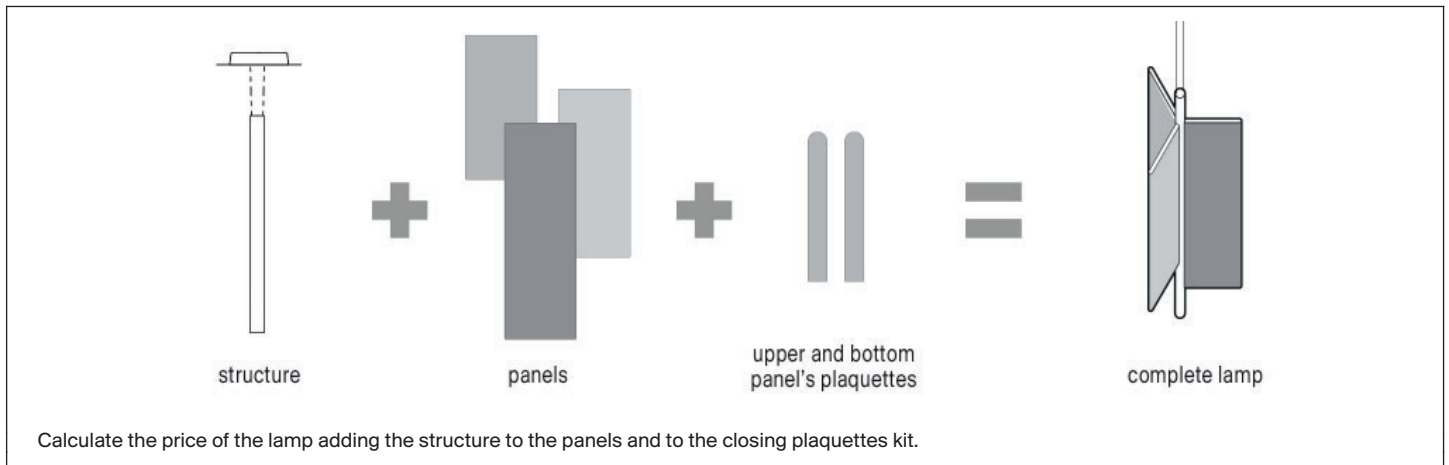 structure
panels
upper and bottom
panel's plaquettes
complete lamp
Calculate the price of the lamp adding the structure to the panels and to the closing plaquettes kit.